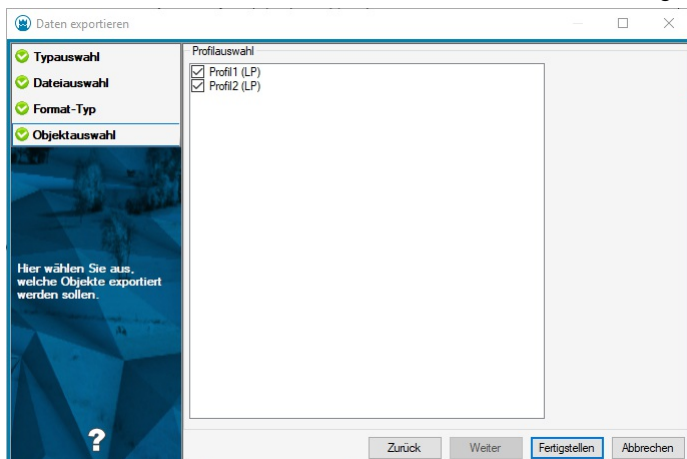 Daten exportieren
Typauswahl
Dateiauswahl
Format-Typ
Objektauswahl
Hier wählen Sie aus,
welche Objekte exportiert
werden sollen.
?
Profilauswahl
Profil1 (LP)
Profil2 (LP)
Zurück Weiter Fertigstellen Abbrechen